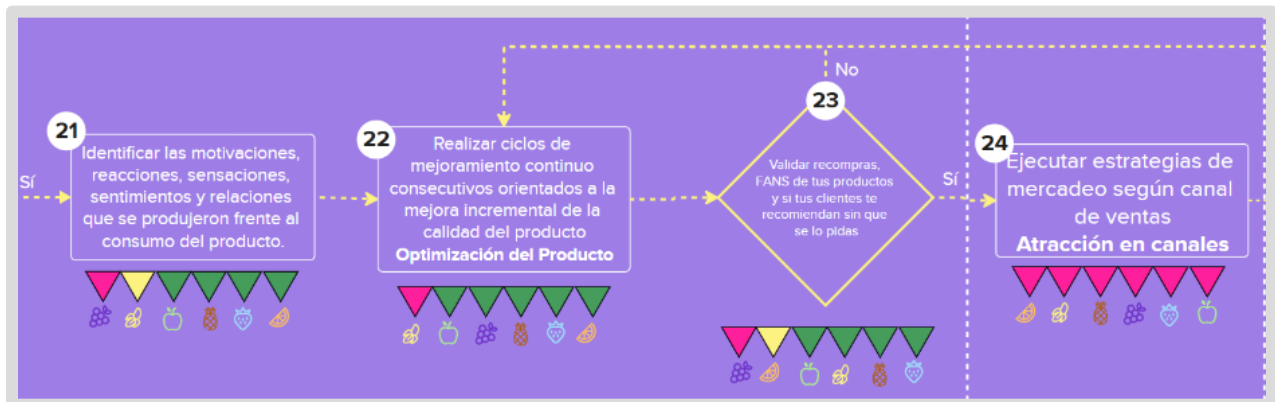 Sí
21
Identificar las motivaciones,
reacciones, sensaciones,
sentimientos y relaciones
que se produjeron frente al
consumo del producto.
22
Realizar ciclos de
mejoramiento continuo
consecutivos orientados a la
mejora incremental de la
calidad del producto
Optimización del Producto
No
23
Validar recompras,
FANS de tus productos
y si tus clientes te
recomiendan sin que
se lo pidas
Sí
24
Ejecutar estrategias de
mercadeo según canal
de ventas
Atracción en canales